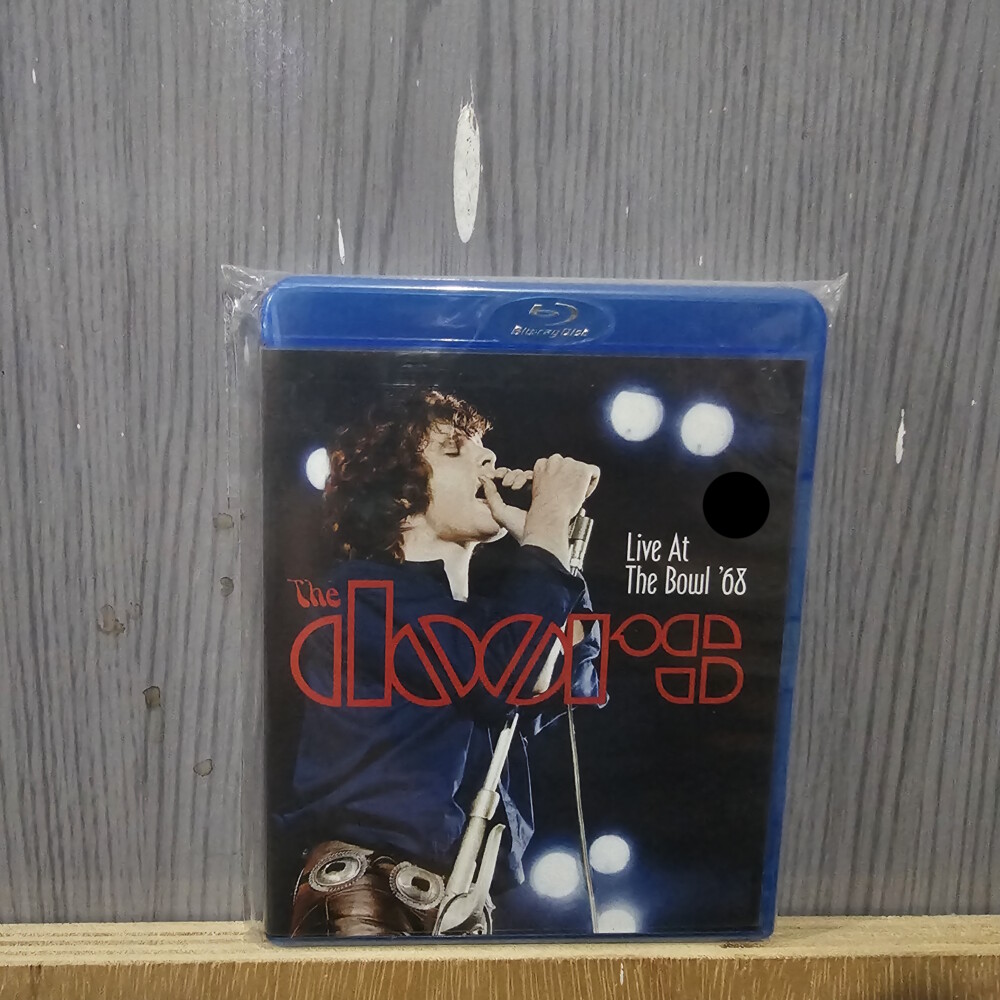 Blu-ray Disc
Live At
The Bowl '68
The
doors